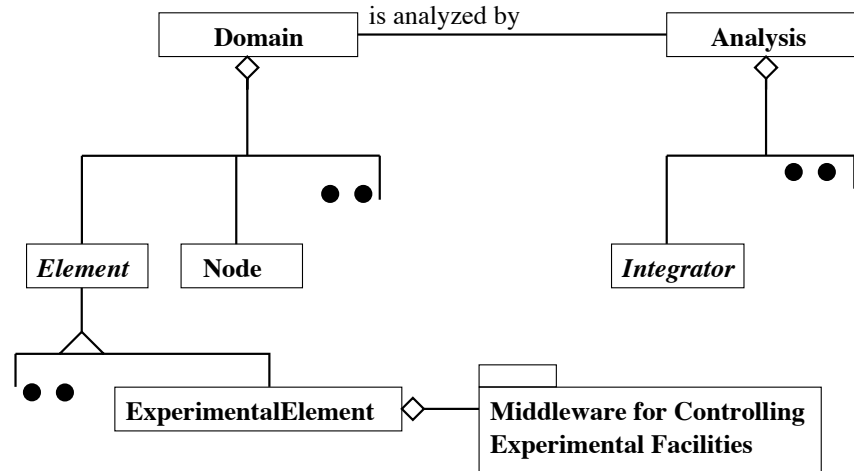 is analyzed by
Domain
Analysis
Element
Node
Integrator
ExperimentalElement
Middleware for Controlling
Experimental Facilities